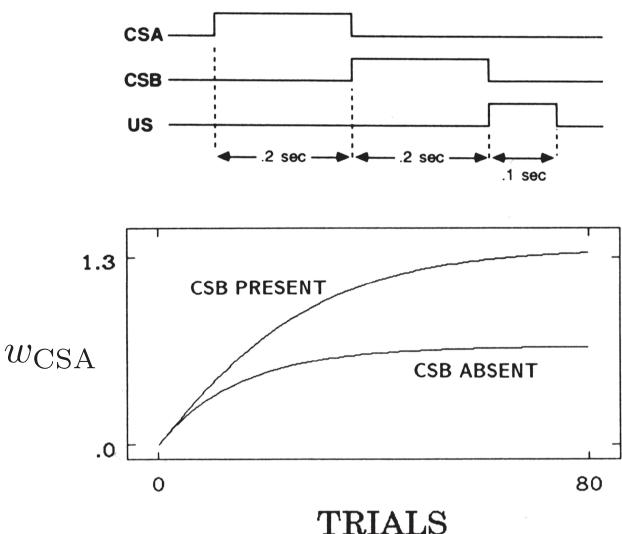 CSA
CSB
US
.2 sec .2 sec
.1 sec
1.3
CSB PRESENT
wCSA
CSB ABSENT
.0
0 80
TRIALS